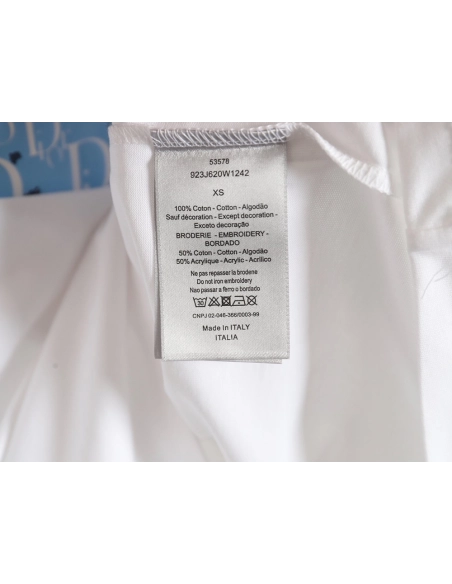 53578
923J620W1242
XS
100% Coton - Cotton - Algodão
Sauf décoration - Except decoration -
Exceto decoração
BRODERIE - EMBROIDERY -
BORDADO
50% Coton - Cotton - Algodão
50% Acrylique - Acrylic - Acrílico
Ne pas repasser la broderie
Do not iron embroidery
Nao passar a ferro o bordado
CNPJ 02-046-386/0003-99
Made In ITALY
ITALIA